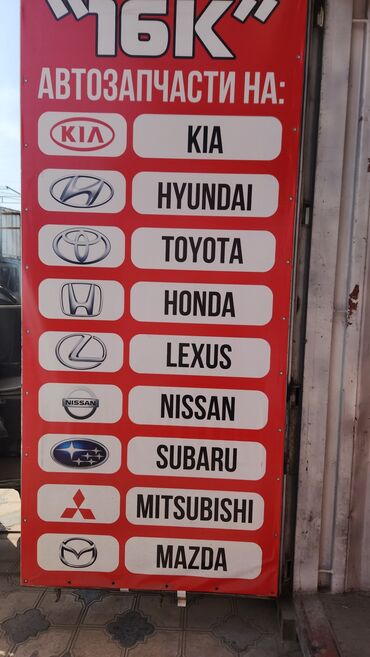 "16К"
АВТОЗАПЧАСТИ НА:
KIA KIA
HYUNDAI
TOYOTA
HONDA
LEXUS
NISSAN NISSAN
SUBARU
MITSUBISHI
MAZDA